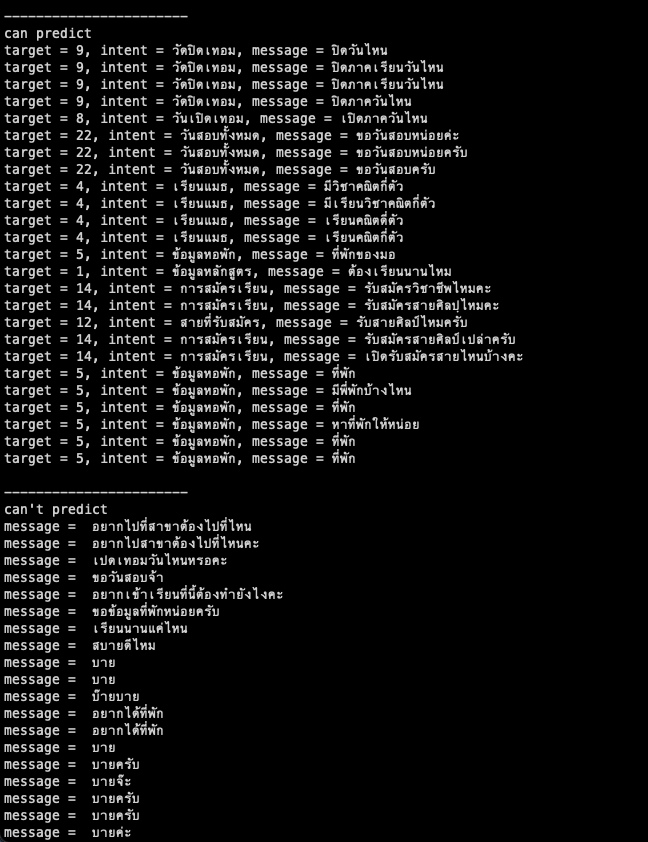 -----------------------
can predict
target = 9, intent = วัดปิดเทอม, message = ปิดวันไหน
target = 9, intent = วัดปิดเทอม, message = ปิดภาคเรียนวันไหน
target = 9, intent = วัดปิดเทอม, message = ปิดภาคเรียนวันไหน
target = 9, intent = วัดปิดเทอม, message = ปิดภาควันไหน
target = 8, intent = วันเปิดเทอม, message = เปิดภาควันไหน
target = 22, intent = วันสอบทั้งหมด, message = ขอวันสอบหน่อยค่ะ
target = 22, intent = วันสอบทั้งหมด, message = ขอวันสอบหน่อยครับ
target = 22, intent = วันสอบทั้งหมด, message = ขอวันสอบครับ
target = 4, intent = เรียนแมธ, message = มีวิชาคณิตกี่ตัว
target = 4, intent = เรียนแมธ, message = มีเรียนวิชาคณิตกี่ตัว
target = 4, intent = เรียนแมธ, message = เรียนคณิตตี่ตัว
target = 4, intent = เรียนแมธ, message = เรียนคณิตกี่ตัว
target = 5, intent = ข้อมูลหอพัก, message = ที่พักของมอ
target = 1, intent = ข้อมูลหลักสูตร, message = ต้องเรียนนานไหม
target = 14, intent = การสมัครเรียน, message = รับสมัครวิชาชีพไหมคะ
target = 14, intent = การสมัครเรียน, message = รับสมัครสายศิลปฺไหมคะ
target = 12, intent = สายที่รับสมัคร, message = รับสายศิลป์ไหมครับ
target = 14, intent = การสมัครเรียน, message = รับสมัครสายศิลป์เปล่าครับ
target = 14, intent = การสมัครเรียน, message = เปิดรับสมัครสายไหนบ้างคะ
target = 5, intent = ข้อมูลหอพัก, message = ที่พัก
target = 5, intent = ข้อมูลหอพัก, message = มีพี่พักบ้างไหน
target = 5, intent = ข้อมูลหอพัก, message = ที่พัก
target = 5, intent = ข้อมูลหอพัก, message = หาที่พักให้หน่อย
target = 5, intent = ข้อมูลหอพัก, message = ที่พัก
target = 5, intent = ข้อมูลหอพัก, message = ที่พัก
-----------------------
can't predict
message = อยากไปที่สาขาต้องไปที่ไหน
message = อยากไปสาขาต้องไปที่ไหนคะ
message = เปดเทอมวันไหนหรอคะ
message = ขอวันสอบจ้า
message = อยากเข้าเรียนที่นี้ต้องทำยังไงคะ
message = ขอข้อมูลที่พักหน่อยครับ
message = เรียนนานแค่ไหน
message = สบายดีไหม
message = บาย
message = บาย
message = บ๊ายบาย
message = อยากได้ที่พัก
message = อยากได้ที่พัก
message = บาย
message = บายครับ
message = บายจ๊ะ
message = บายครับ
message = บายครับ
message = บายค่ะ